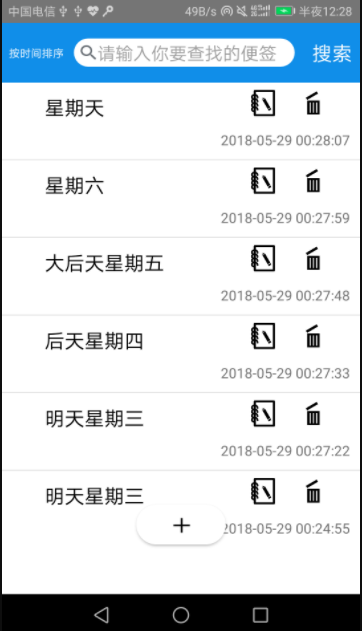 中国电信 49B/s 半夜12:28
按时间排序 请输入你要查找的便签 搜索
星期天
2018-05-29 00:28:07
星期六
2018-05-29 00:27:59
大后天星期五
2018-05-29 00:27:48
后天星期四
2018-05-29 00:27:33
明天星期三
2018-05-29 00:27:22
明天星期三
+
2018-05-29 00:24:55